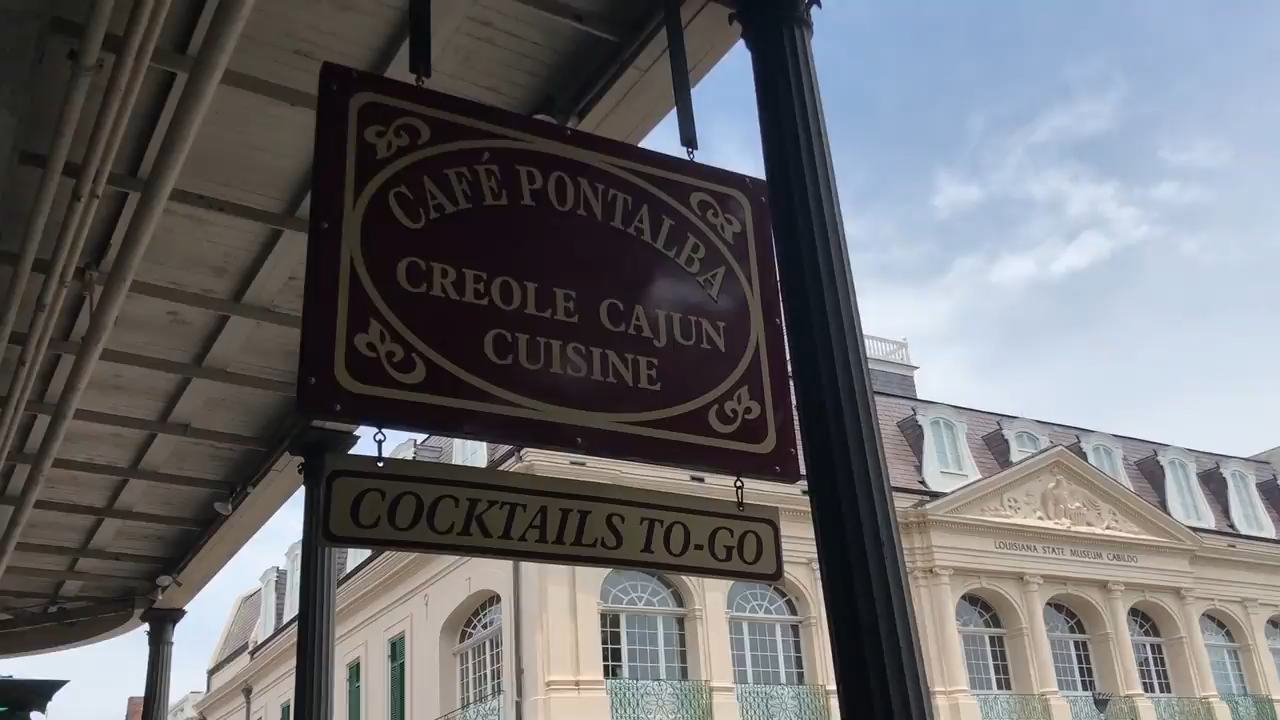 CAFÉ PONTALBA
CREOLE CAJUN
CUISINE
COCKTAILS TO-GO
LOUISIANA STATE MUSEUM CABILDO